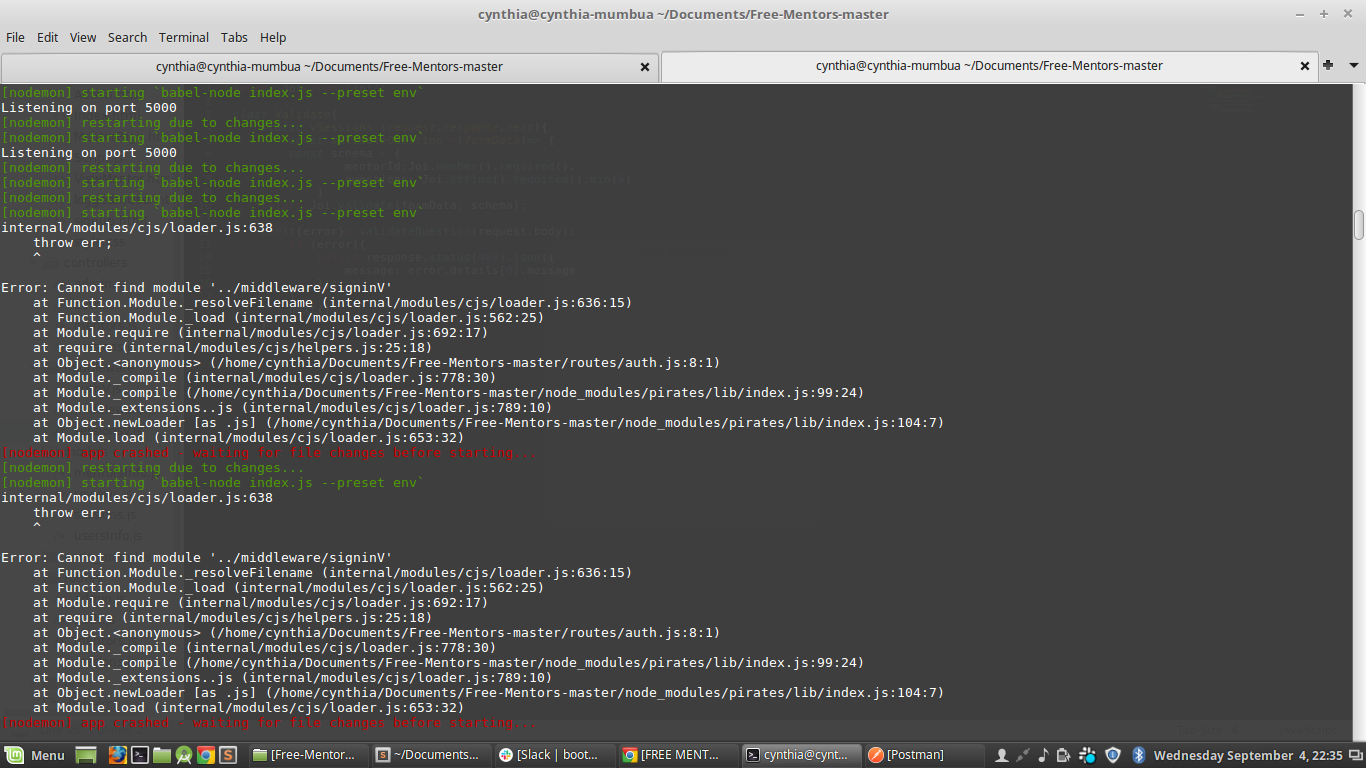 cynthia@cynthia-mumbua ~/Documents/Free-Mentors-master
File Edit View Search Terminal Tabs Help
cynthia@cynthia-mumbua ~/Documents/Free-Mentors-master
cynthia@cynthia-mumbua ~/Documents/Free-Mentors-master
[nodemon] starting `babel-node index.js --preset env`
Listening on port 5000
[nodemon] restarting due to changes...
[nodemon] starting `babel-node index.js --preset env`
Listening on port 5000
[nodemon] restarting due to changes...
[nodemon] starting `babel-node index.js --preset env`
[nodemon] restarting due to changes...
[nodemon] starting `babel-node index.js --preset env`
internal/modules/cjs/loader.js:638
    throw err;
    ^
controllers
Error: Cannot find module '../middleware/signinV'
    at Function.Module._resolveFilename (internal/modules/cjs/loader.js:636:15)
    at Function.Module._load (internal/modules/cjs/loader.js:562:25)
    at Module.require (internal/modules/cjs/loader.js:692:17)
    at require (internal/modules/cjs/helpers.js:25:18)
    at Object.<anonymous> (/home/cynthia/Documents/Free-Mentors-master/routes/auth.js:8:1)
    at Module._compile (internal/modules/cjs/loader.js:778:30)
    at Module._compile (/home/cynthia/Documents/Free-Mentors-master/node_modules/pirates/lib/index.js:99:24)
    at Module._extensions..js (internal/modules/cjs/loader.js:789:10)
    at Object.newLoader [as .js] (/home/cynthia/Documents/Free-Mentors-master/node_modules/pirates/lib/index.js:104:7)
    at Module.load (internal/modules/cjs/loader.js:653:32)
[nodemon] app crashed - waiting for file changes before starting...
[nodemon] restarting due to changes...
[nodemon] starting `babel-node index.js --preset env`
internal/modules/cjs/loader.js:638
    throw err;
    ^
usersInfo.js
Error: Cannot find module '../middleware/signinV'
    at Function.Module._resolveFilename (internal/modules/cjs/loader.js:636:15)
    at Function.Module._load (internal/modules/cjs/loader.js:562:25)
    at Module.require (internal/modules/cjs/loader.js:692:17)
    at require (internal/modules/cjs/helpers.js:25:18)
    at Object.<anonymous> (/home/cynthia/Documents/Free-Mentors-master/routes/auth.js:8:1)
    at Module._compile (internal/modules/cjs/loader.js:778:30)
    at Module._compile (/home/cynthia/Documents/Free-Mentors-master/node_modules/pirates/lib/index.js:99:24)
    at Module._extensions..js (internal/modules/cjs/loader.js:789:10)
    at Object.newLoader [as .js] (/home/cynthia/Documents/Free-Mentors-master/node_modules/pirates/lib/index.js:104:7)
    at Module.load (internal/modules/cjs/loader.js:653:32)
[nodemon] app crashed - waiting for file changes before starting...
Menu [Free-Mentor... ~/Documents... [Slack | boot... [FREE MENT... cynthia@cynt... [Postman] Wednesday September 4, 22:35